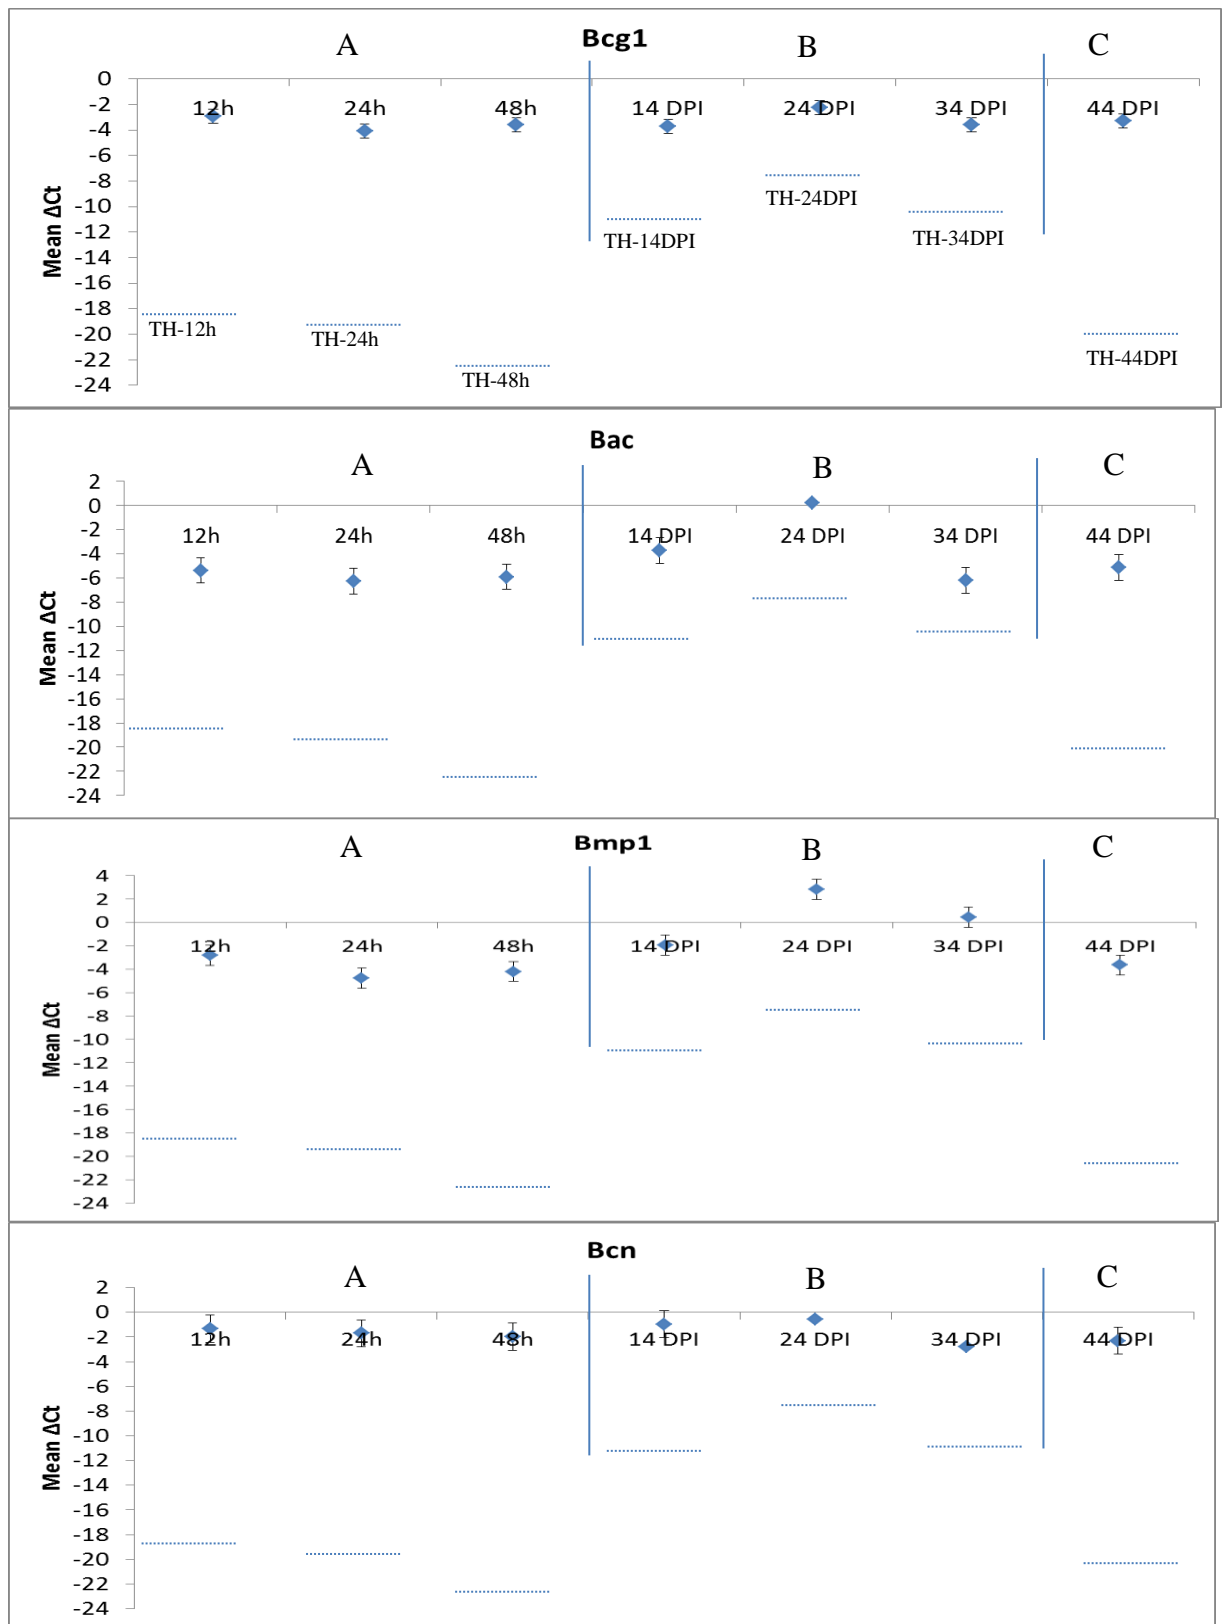 A Bcg1 B C
0
-2
-4
-6
-8
-10
-12
-14
-16
-18
-20
-22
-24
Mean ΔCt
12h 24h 48h 14 DPI 24 DPI 34 DPI 44 DPI
TH-12h
TH-24h
TH-48h
TH-14DPI
TH-24DPI
TH-34DPI
TH-44DPI
Bac
A B C
2
0
-2
-4
-6
-8
-10
-12
-14
-16
-18
-20
-22
-24
Mean ΔCt
12h 24h 48h 14 DPI 24 DPI 34 DPI 44 DPI
A Bmp1 B C
4
2
0
-2
-4
-6
-8
-10
-12
-14
-16
-18
-20
-22
-24
Mean ΔCt
12h 24h 48h 14 DPI 24 DPI 34 DPI 44 DPI
Bcn
A B C
2
0
-2
-4
-6
-8
-10
-12
-14
-16
-18
-20
-22
-24
Mean ΔCt
12h 24h 48h 14 DPI 24 DPI 34 DPI 44 DPI